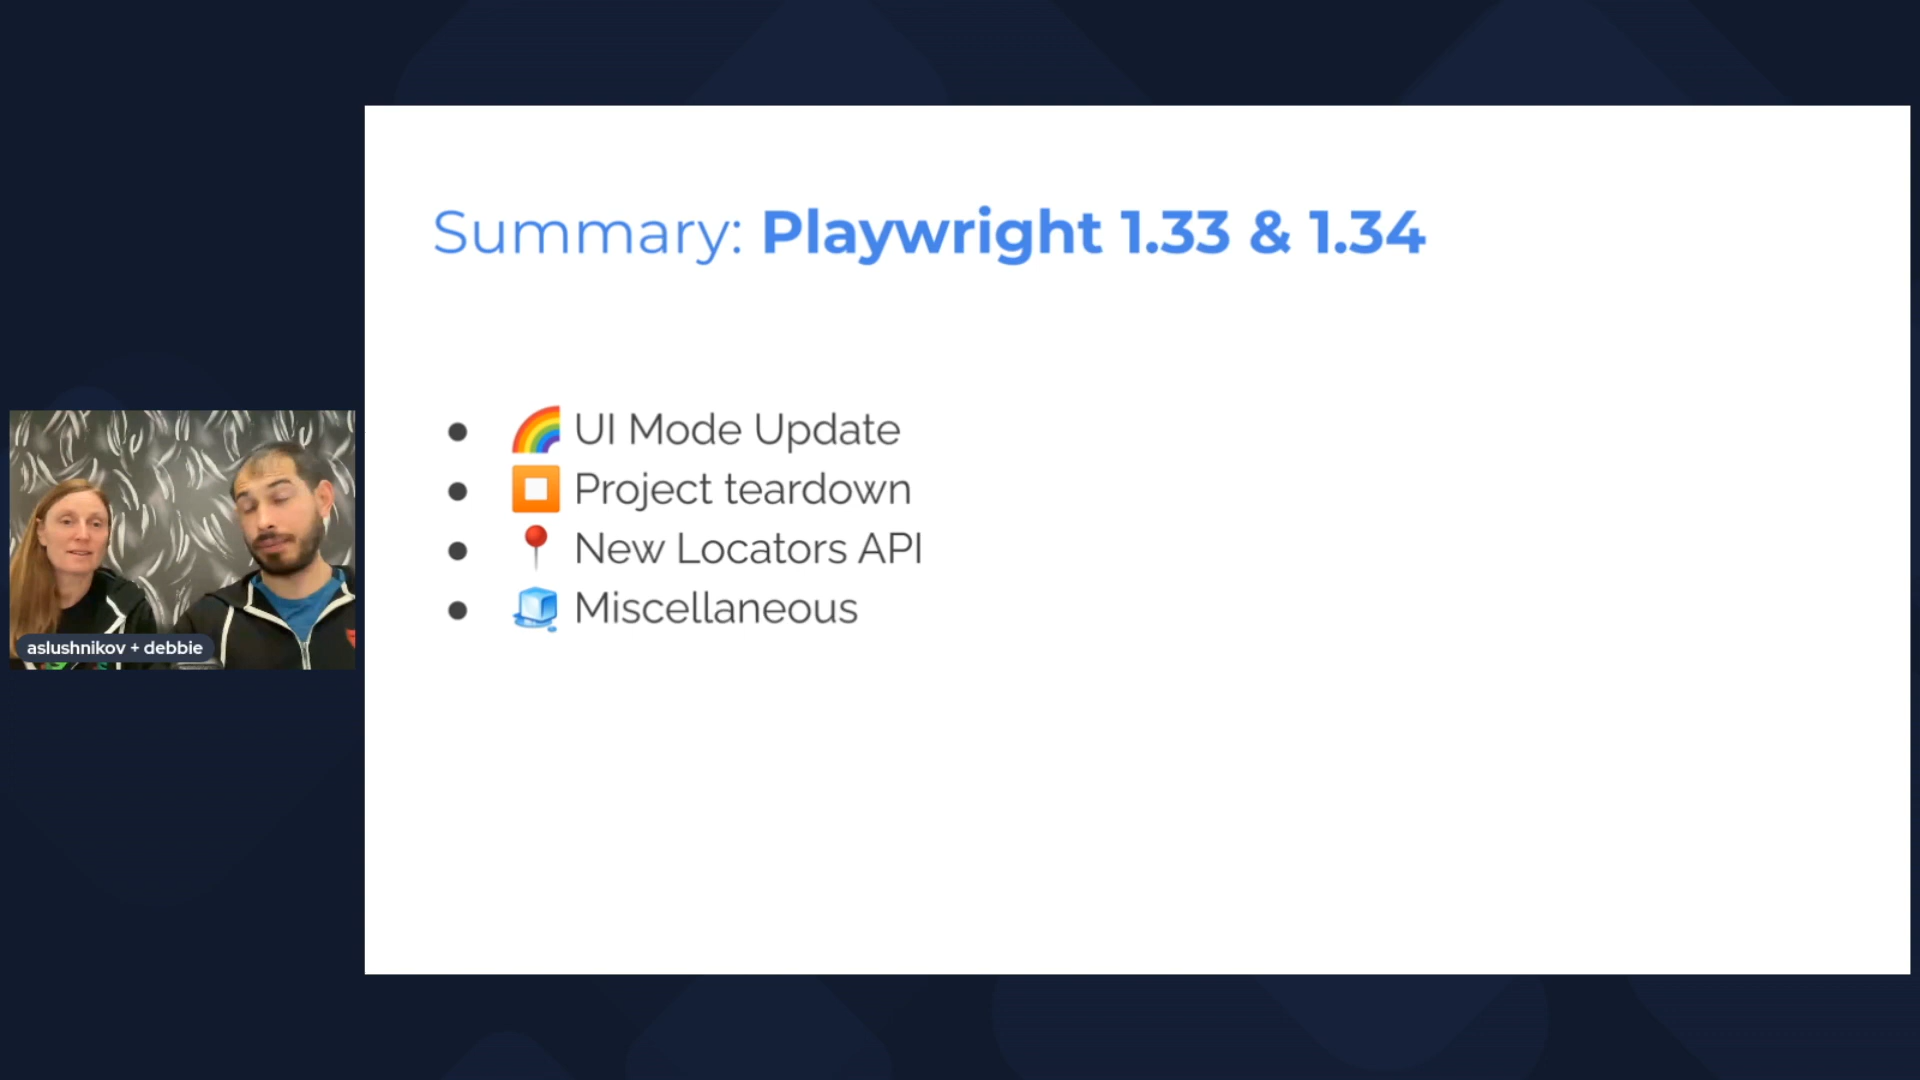 Summary: Playwright 1.33 & 1.34
🌈 UI Mode Update
⏹️ Project teardown
📍 New Locators API
🧊 Miscellaneous
aslushnikov + debbie